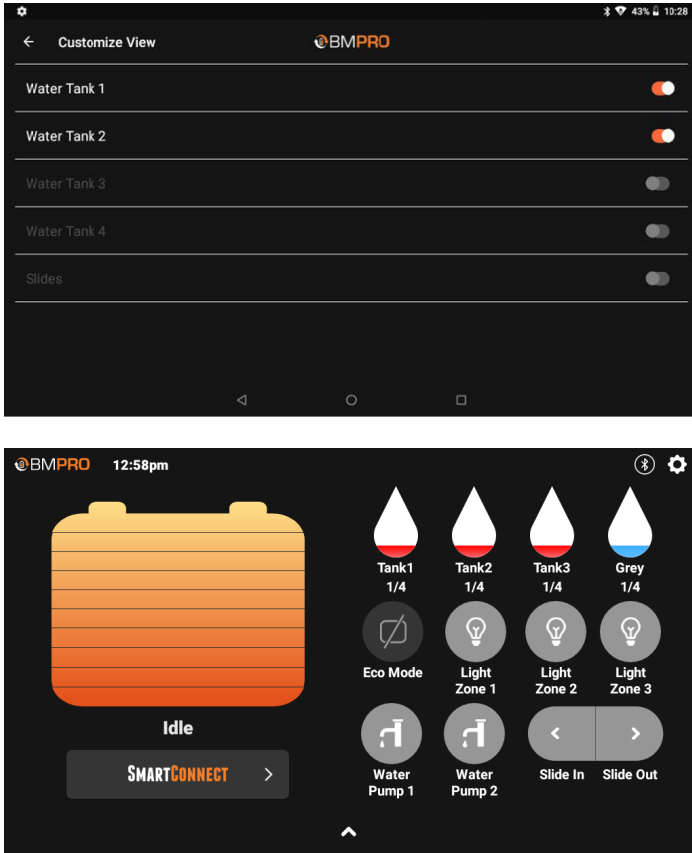 43% 10:28
Customize View
BMPRO
Water Tank 1
Water Tank 2
Water Tank 3
Water Tank 4
Slides
BMPRO 12:58pm
Tank1 Tank2 Tank3 Grey
1/4 1/4 1/4 1/4
Eco Mode Light Light Light
Zone 1 Zone 2 Zone 3
Idle
SMARTCONNECT
Water Water Slide In Slide Out
Pump 1 Pump 2